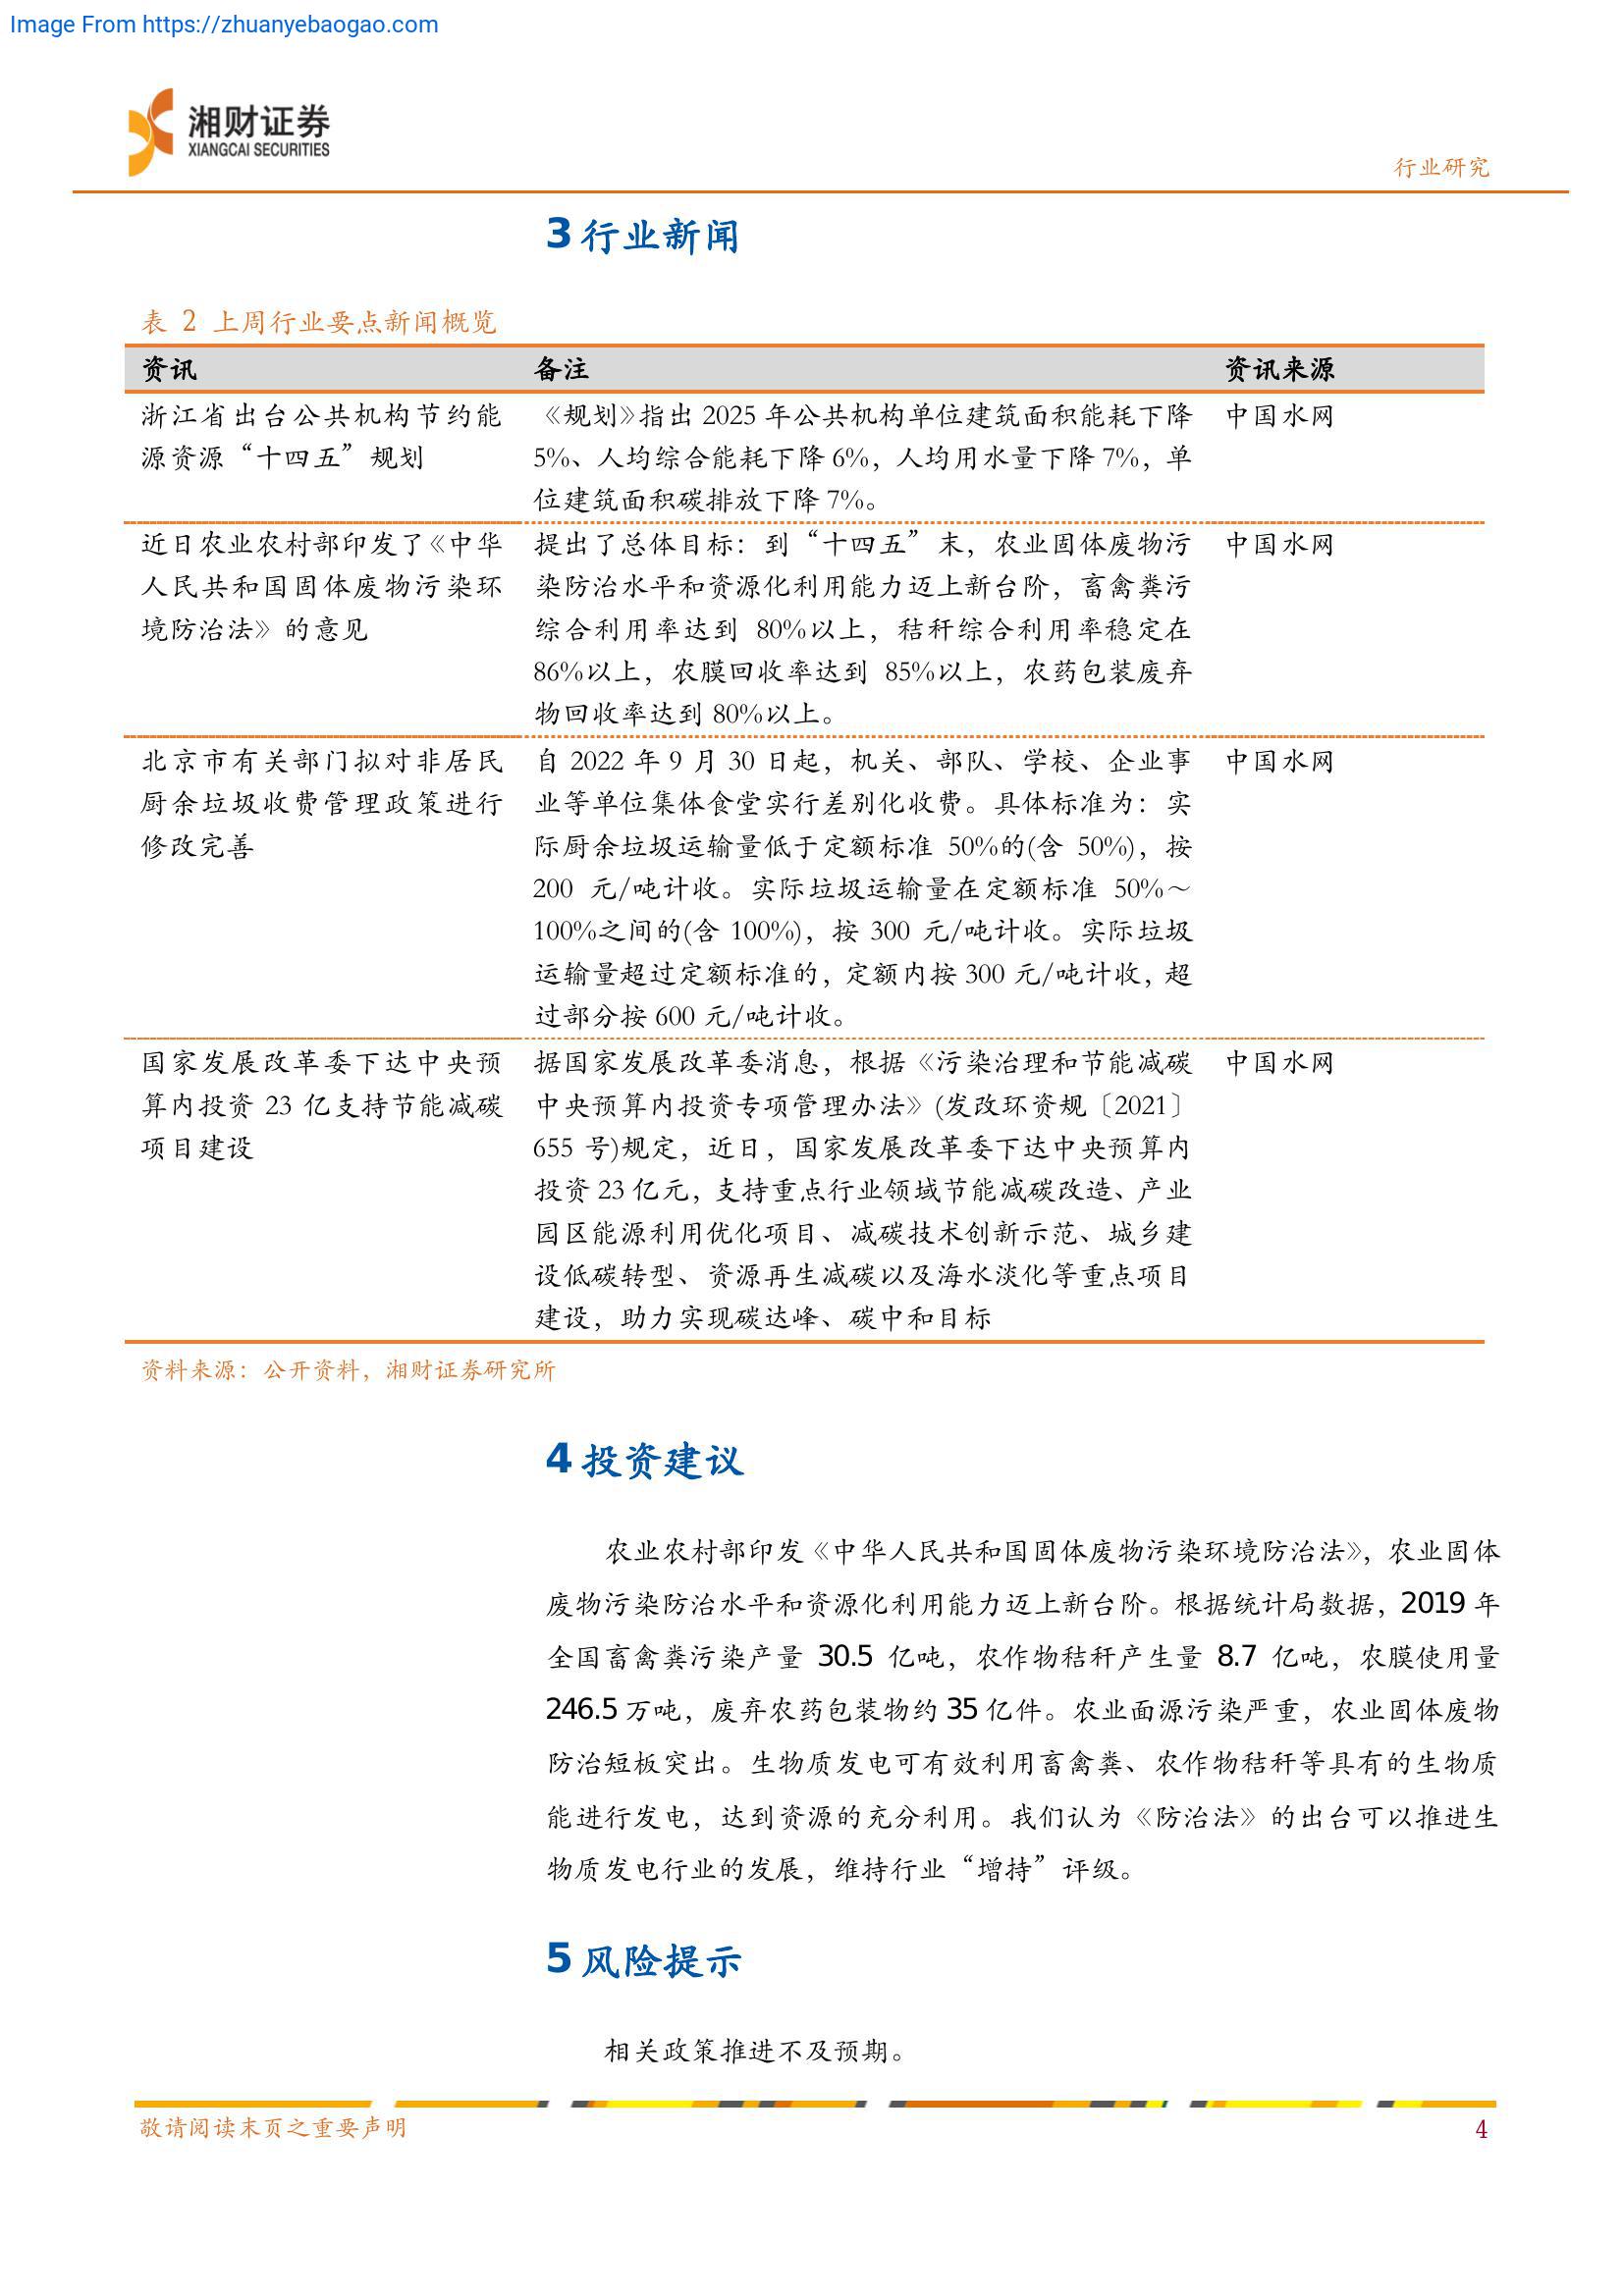 Image From https://zhuanyebaogao.com
湘财证券
XIANGCAI SECURITIES
行业研究
3 行业新闻
表 2 上周行业要点新闻概览
资讯 备注 资讯来源
浙江省出台公共机构节约能
源资源“十四五”规划
《规划》指出 2025 年公共机构单位建筑面积能耗下降
5%、人均综合能耗下降 6%，人均用水量下降 7%，单
位建筑面积碳排放下降 7%。
中国水网
近日农业农村部印发了《中华
人民共和国固体废物污染环
境防治法》的意见
提出了总体目标：到“十四五”末，农业固体废物污
染防治水平和资源化利用能力迈上新台阶，畜禽粪污
综合利用率达到 80%以上，秸秆综合利用率稳定在
86%以上，农膜回收率达到 85%以上，农药包装废弃
物回收率达到 80%以上。
中国水网
北京市有关部门拟对非居民
厨余垃圾收费管理政策进行
修改完善
自 2022 年 9 月 30 日起，机关、部队、学校、企业事
业等单位集体食堂实行差别化收费。具体标准为：实
际厨余垃圾运输量低于定额标准 50%的(含 50%)，按
200 元/吨计收。实际垃圾运输量在定额标准 50%～
100%之间的(含 100%)，按 300 元/吨计收。实际垃圾
运输量超过定额标准的，定额内按 300 元/吨计收，超
过部分按 600 元/吨计收。
中国水网
国家发展改革委下达中央预
算内投资 23 亿支持节能减碳
项目建设
据国家发展改革委消息，根据《污染治理和节能减碳
中央预算内投资专项管理办法》(发改环资规〔2021〕
655 号)规定，近日，国家发展改革委下达中央预算内
投资 23 亿元，支持重点行业领域节能减碳改造、产业
园区能源利用优化项目、减碳技术创新示范、城乡建
设低碳转型、资源再生减碳以及海水淡化等重点项目
建设，助力实现碳达峰、碳中和目标
中国水网
资料来源：公开资料，湘财证券研究所
4 投资建议
农业农村部印发《中华人民共和国固体废物污染环境防治法》，农业固体
废物污染防治水平和资源化利用能力迈上新台阶。根据统计局数据，2019 年
全国畜禽粪污染产量 30.5 亿吨，农作物秸秆产生量 8.7 亿吨，农膜使用量
246.5 万吨，废弃农药包装物约 35 亿件。农业面源污染严重，农业固体废物
防治短板突出。生物质发电可有效利用畜禽粪、农作物秸秆等具有的生物质
能进行发电，达到资源的充分利用。我们认为《防治法》的出台可以推进生
物质发电行业的发展，维持行业“增持”评级。
5 风险提示
相关政策推进不及预期。
敬请阅读末页之重要声明
4